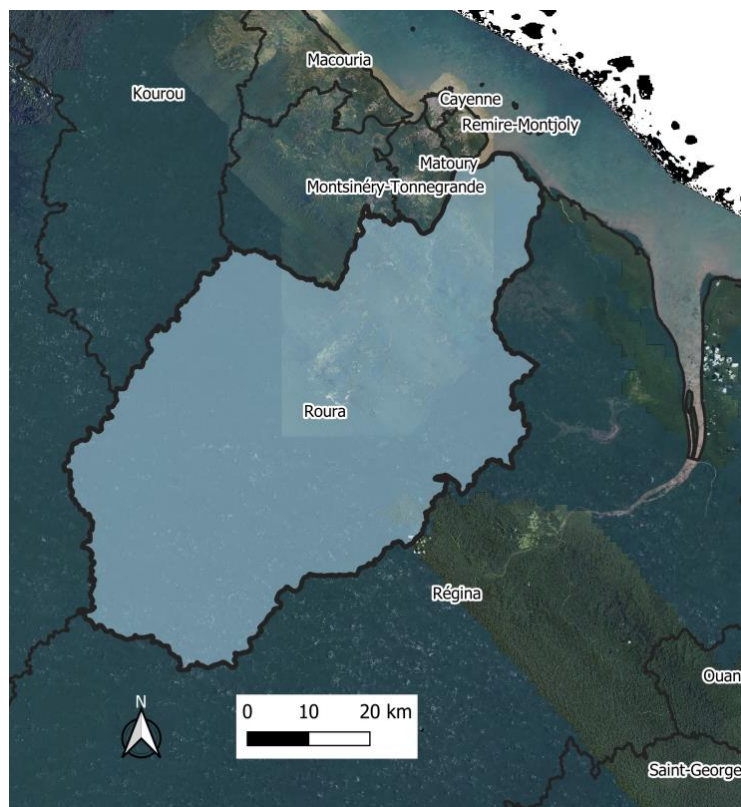 Macouria
Kourou
Cayenne
Remire-Montjoly
Matoury
Montsinéry-Tonnegrande
Roura
Régina
Ouan
Saint-George
N
0 10 20 km